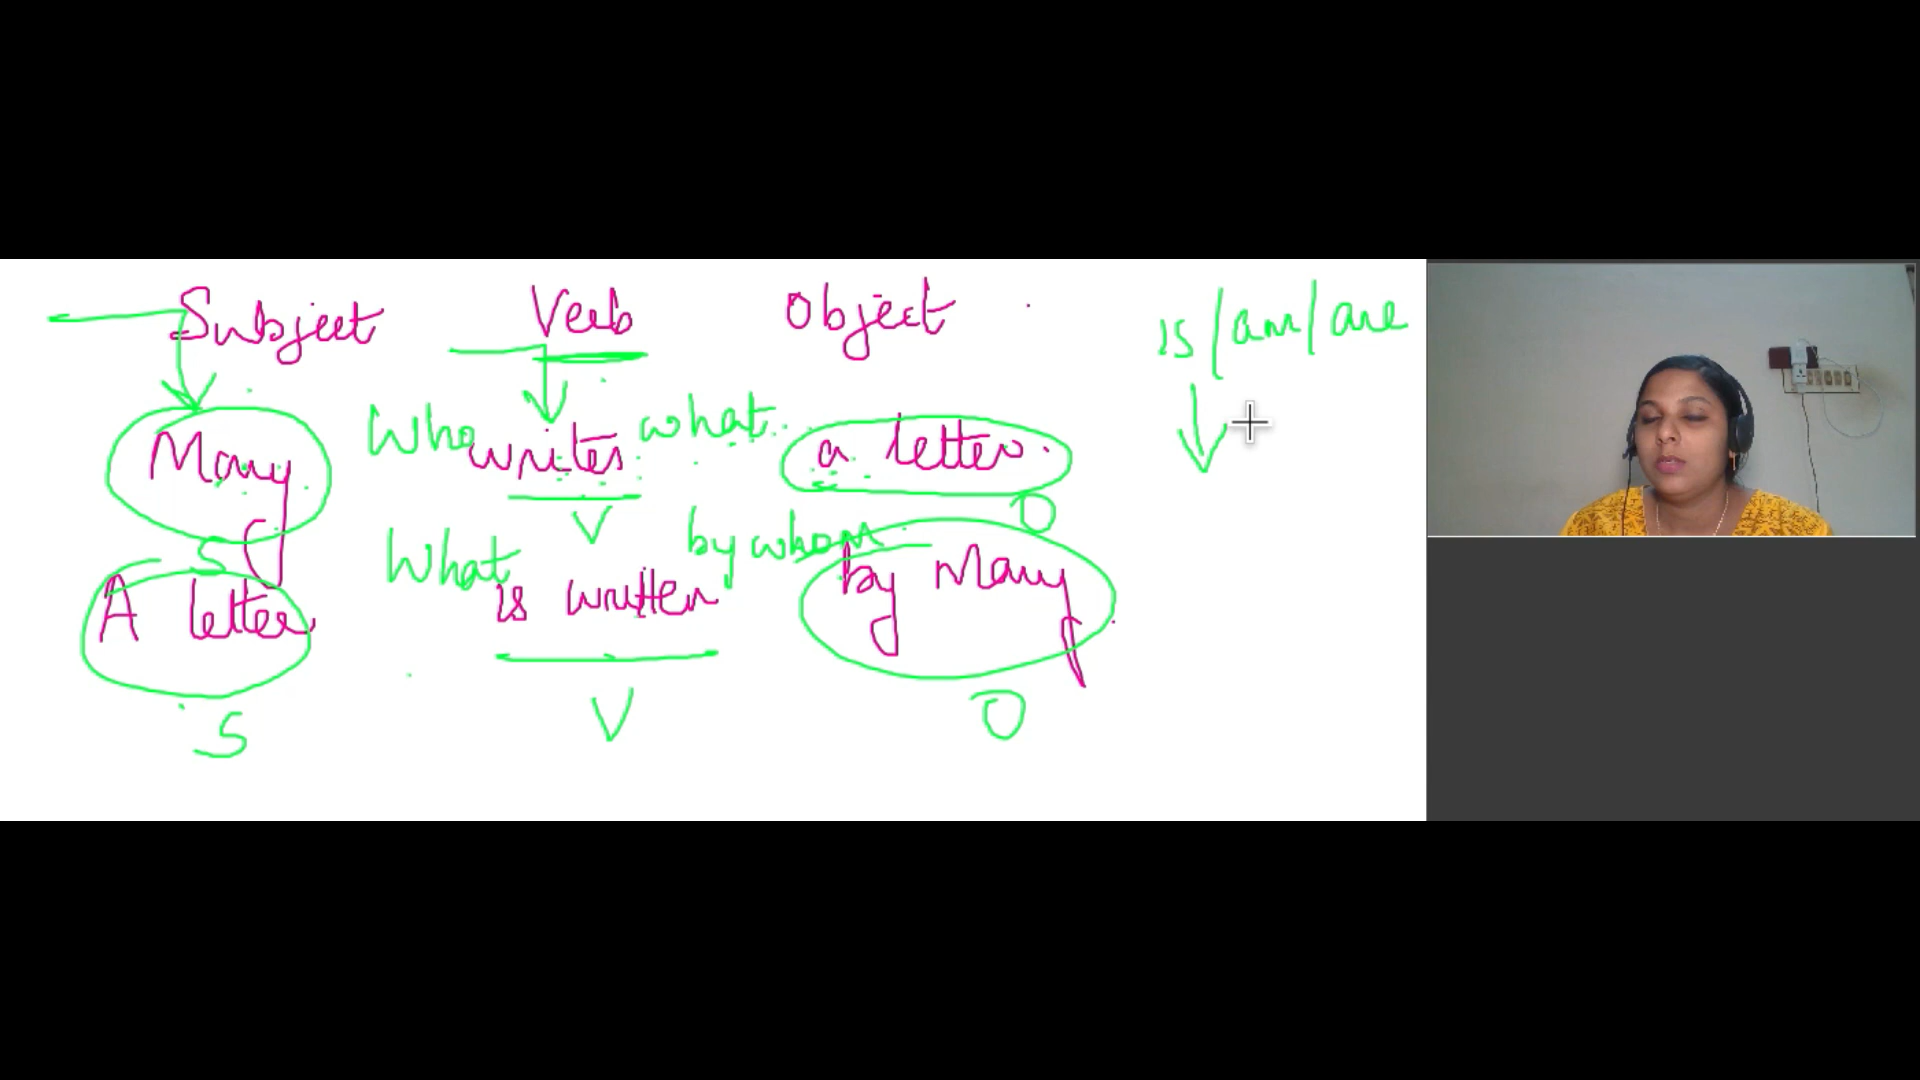 Subject Verb Object is/am/are
Who what
Mary writes a letter.
S V O
What by whom
A letter is written by Mary
S V O